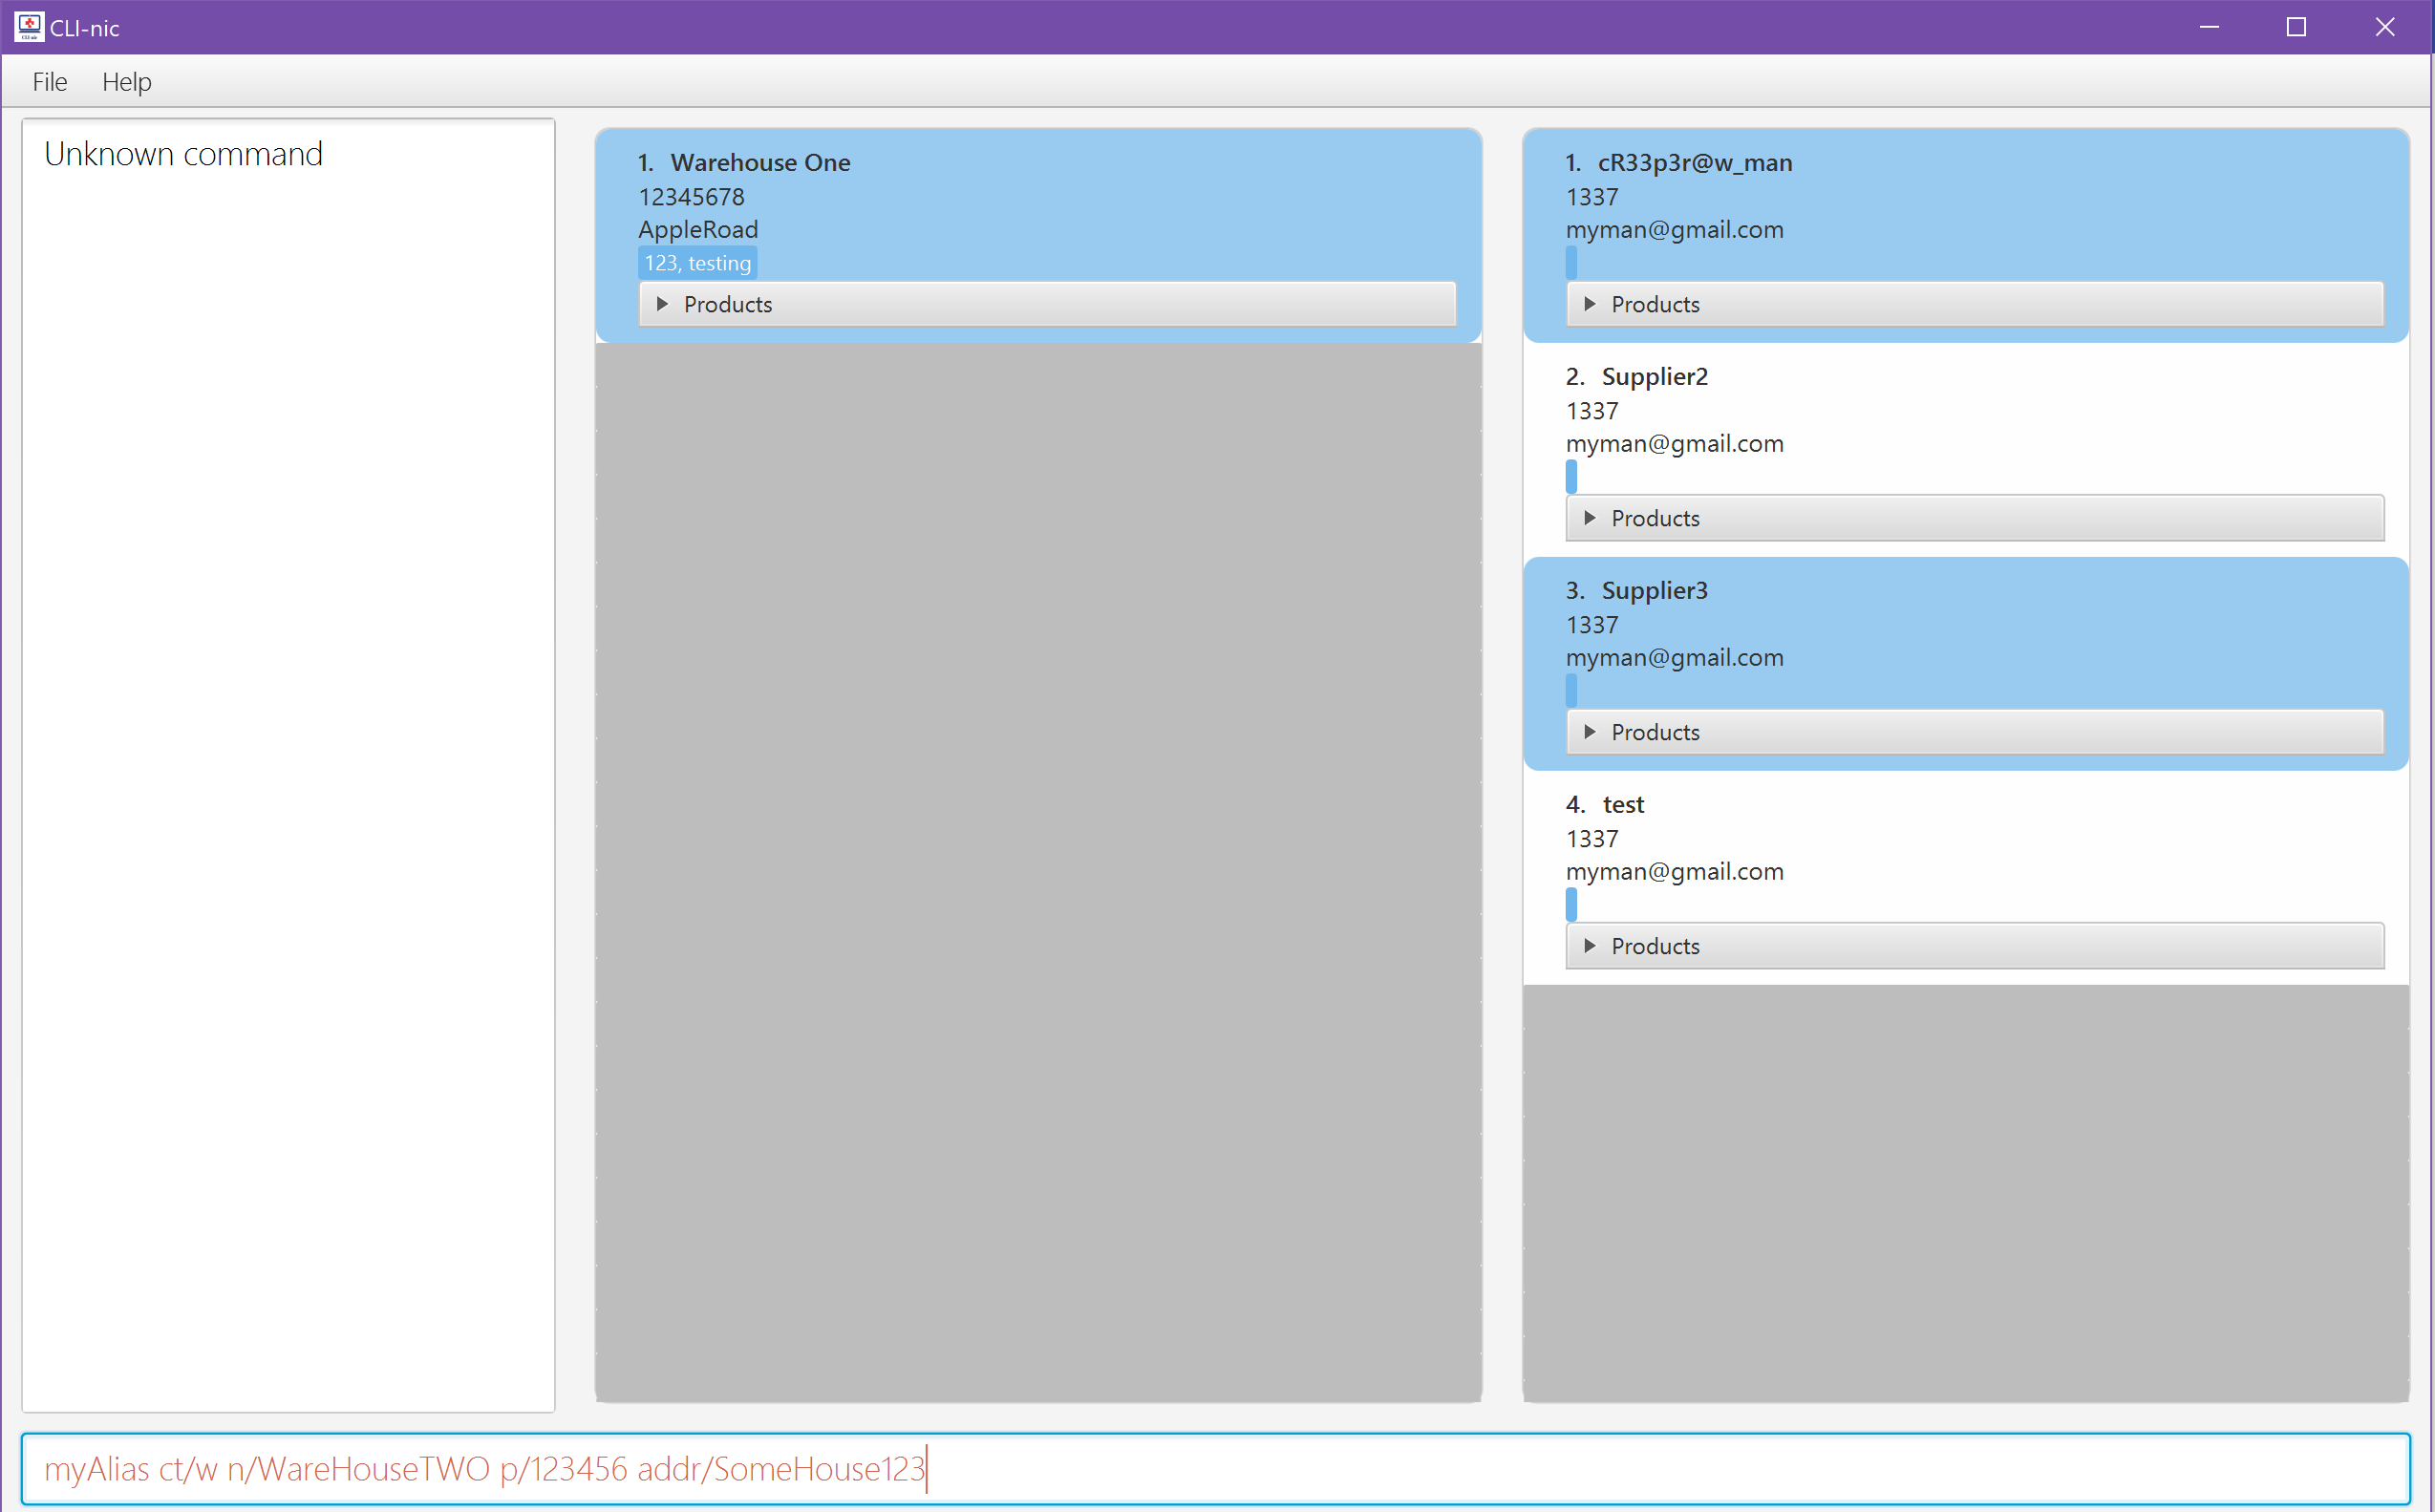 CLI-nic
File Help
Unknown command
1. Warehouse One
12345678
AppleRoad
123, testing
Products
1. cR33p3r@w_man
1337
myman@gmail.com
Products
2. Supplier2
1337
myman@gmail.com
Products
3. Supplier3
1337
myman@gmail.com
Products
4. test
1337
myman@gmail.com
Products
myAlias ct/w n/WareHouseTWO p/123456 addr/SomeHouse123